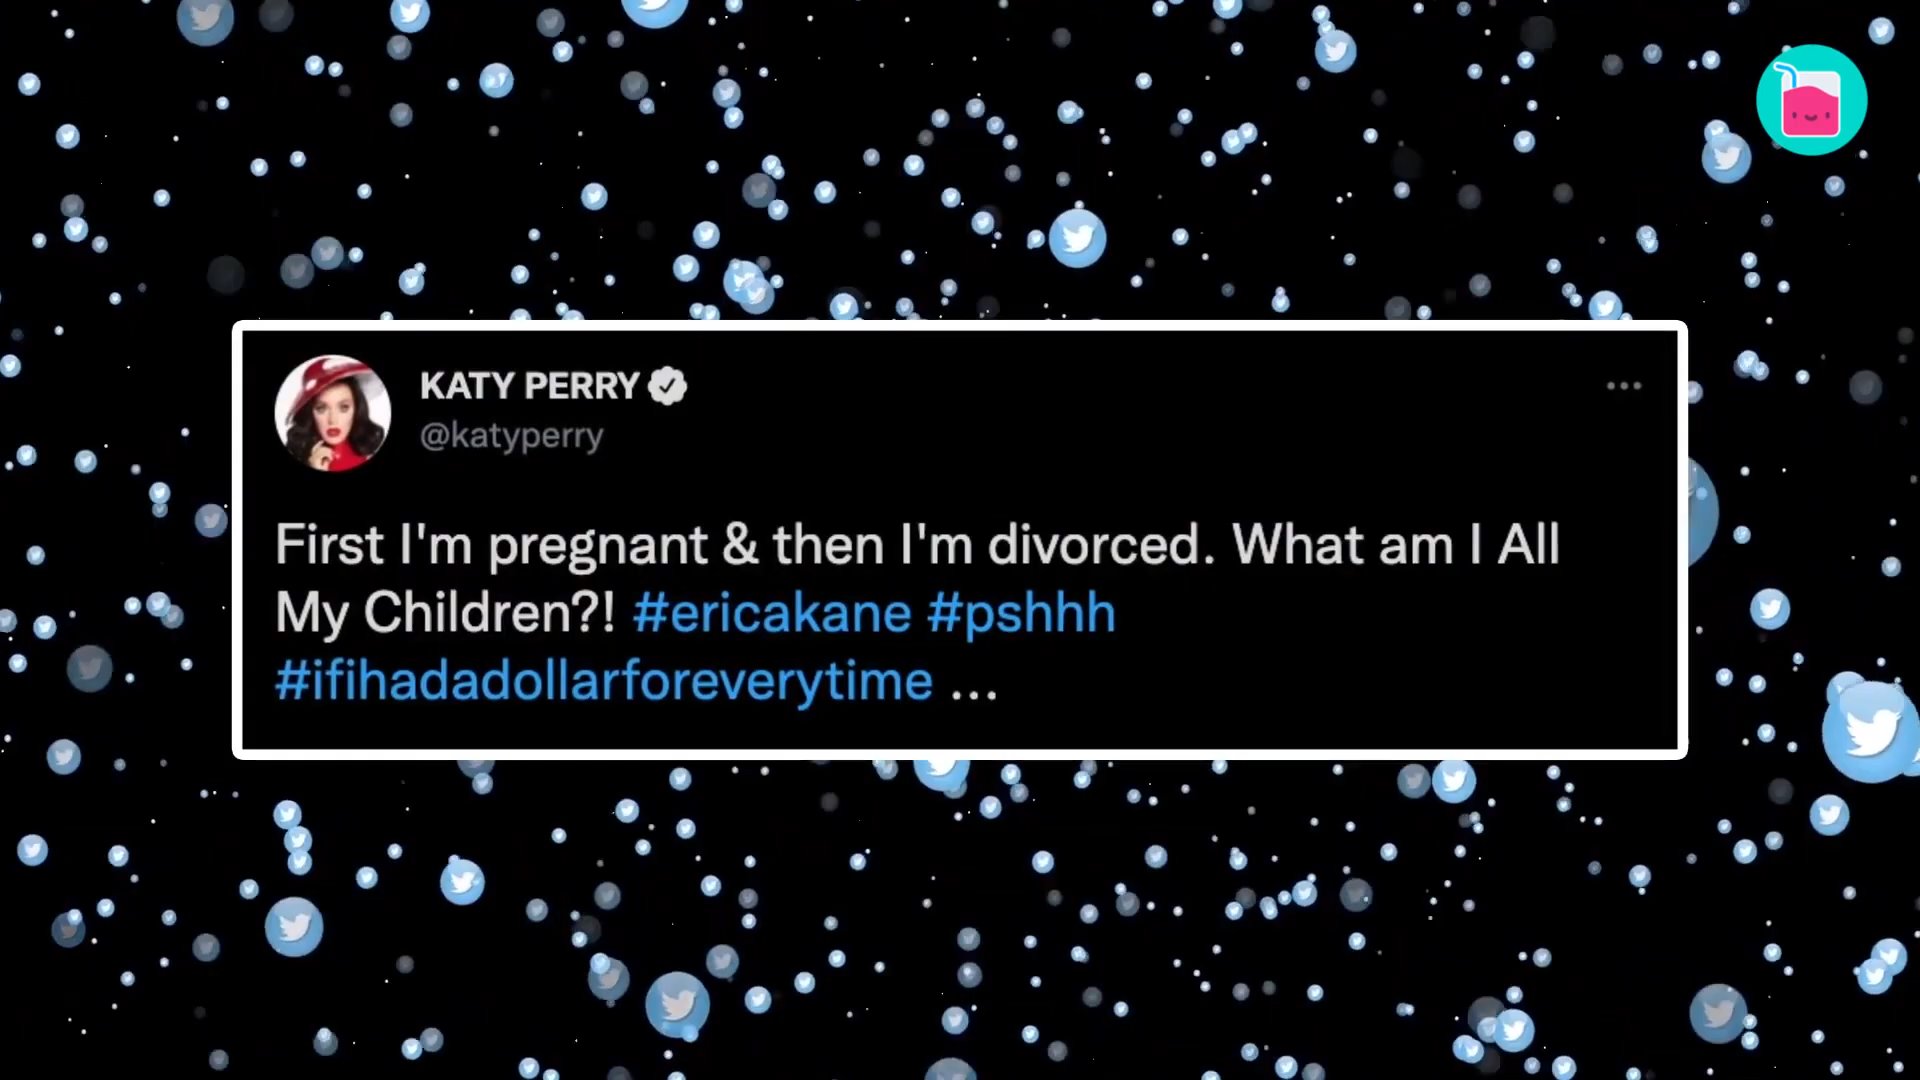 KATY PERRY
@katyperry
First I'm pregnant & then I'm divorced. What am I All
My Children?! #ericakane #pshhh
#ifihadadollarforeverytime ...